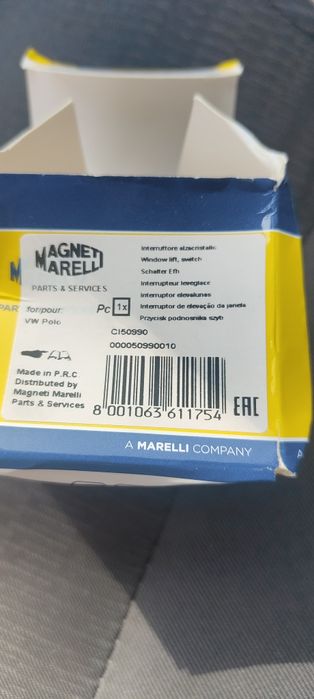 MAGNETI
MARELLI
PARTS & SERVICES
for/pour:
VW Polo
Pc 1x
Interruttore alzacristallo
Window lift, switch
Schalter Efh
Interrupteur leveglace
Interruptor elevalunas
Interruptor de elevação da janela
Przycisk podnosnika szyb
CI50990
000050990010
Made in P.R.C
Distributed by
Magneti Marelli
Parts & Services
8 001063 611754
EAC
A MARELLI COMPANY